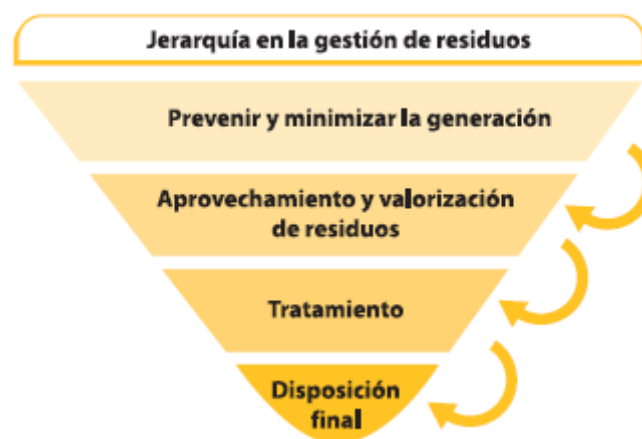 Jerarquía en la gestión de residuos
Prevenir y minimizar la generación
Aprovechamiento y valorización
de residuos
Tratamiento
Disposición
final